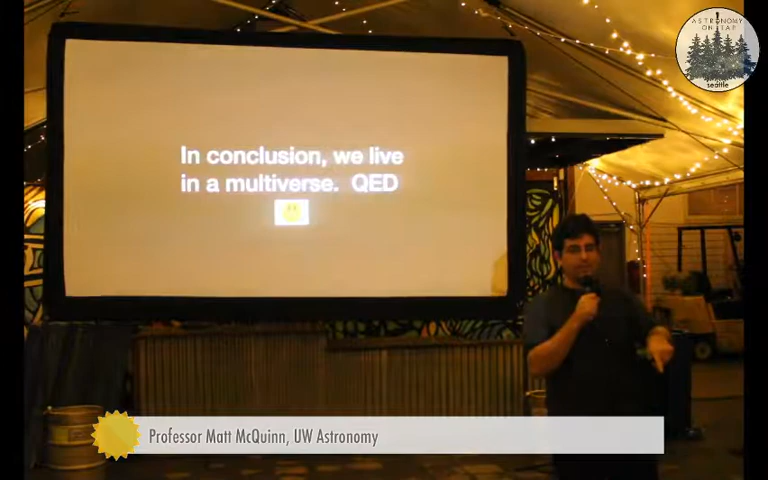 ASTRONOMY
ON TAP
seattle
In conclusion, we live
in a multiverse. QED
Professor Matt McQuinn, UW Astronomy